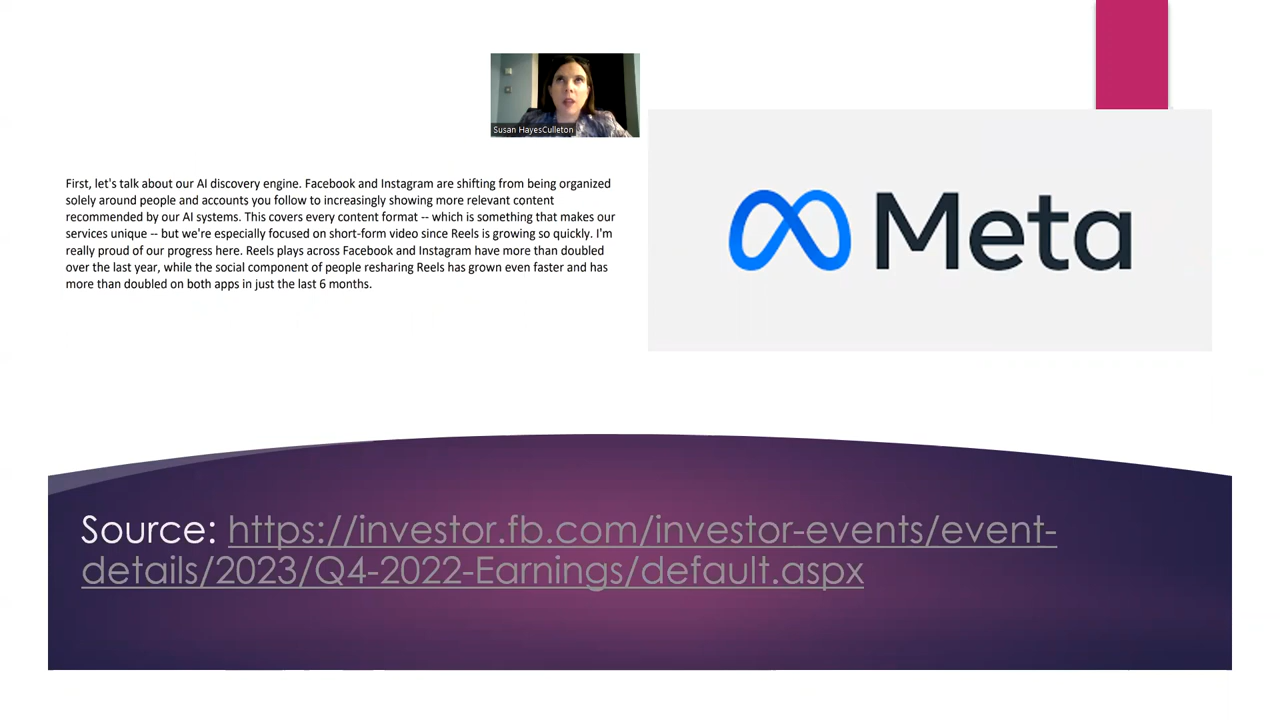 Susan HayesCulleton
First, let's talk about our AI discovery engine. Facebook and Instagram are shifting from being organized
solely around people and accounts you follow to increasingly showing more relevant content
recommended by our AI systems. This covers every content format -- which is something that makes our
services unique -- but we're especially focused on short-form video since Reels is growing so quickly. I'm
really proud of our progress here. Reels plays across Facebook and Instagram have more than doubled
over the last year, while the social component of people resharing Reels has grown even faster and has
more than doubled on both apps in just the last 6 months.
Meta
Source: https://investor.fb.com/investor-events/event-
details/2023/Q4-2022-Earnings/default.aspx